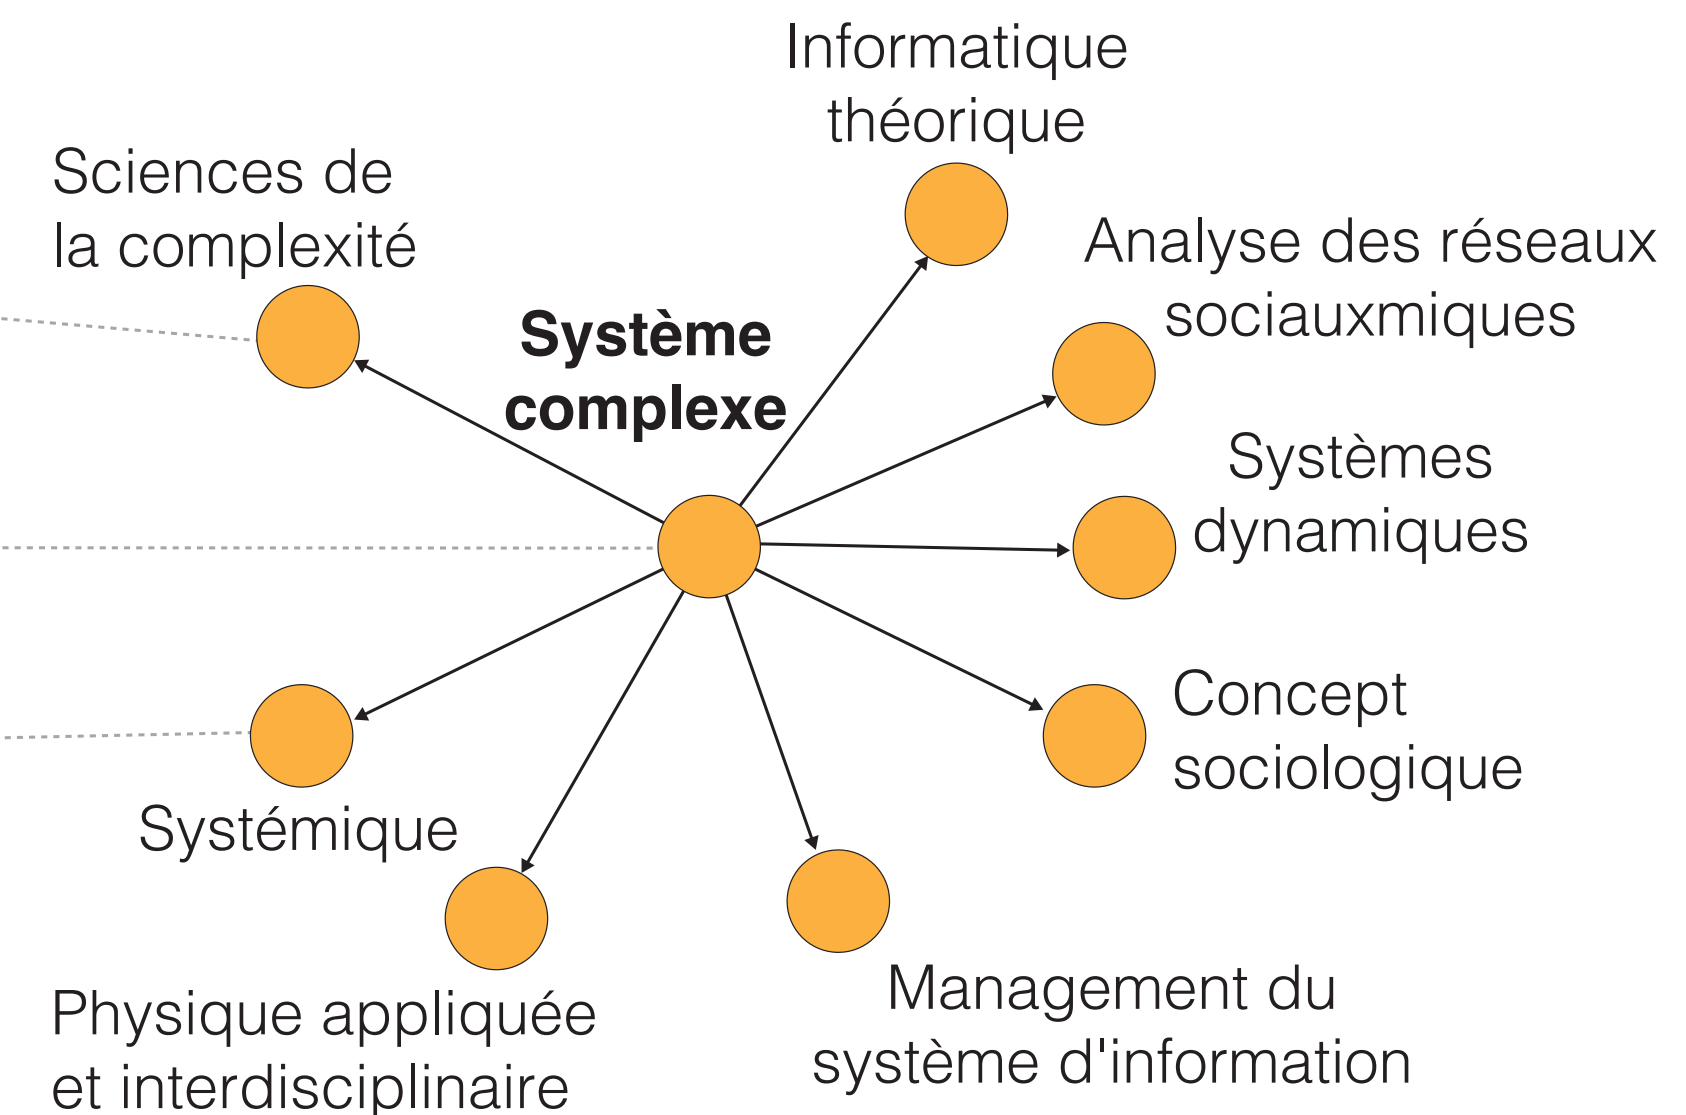 Informatique
théorique
Sciences de
la complexité
Analyse des réseaux
sociauxmiques
Système
complexe
Systèmes
dynamiques
Concept
sociologique
Systémique
Management du
système d'information
Physique appliquée
et interdisciplinaire